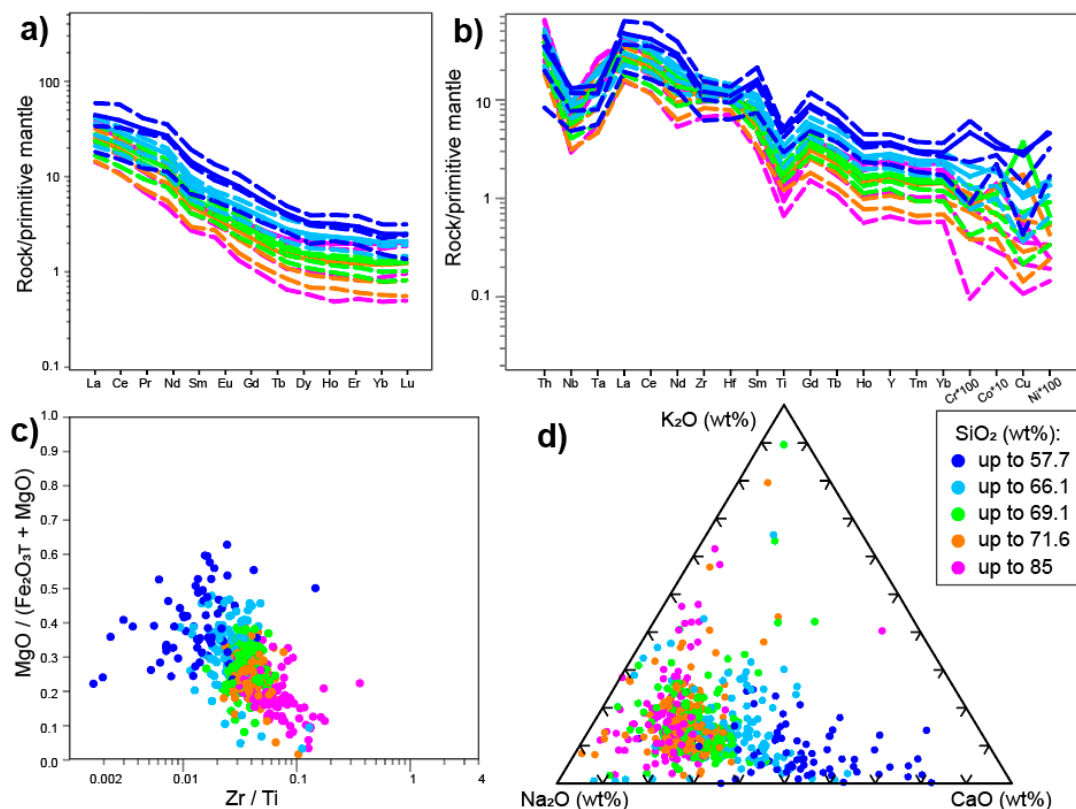 a)
Rock/primitive mantle
100
10
1
0.1
La Ce Pr Nd Sm Eu Gd Tb Dy Ho Er Yb Lu
b)
Rock/primitive mantle
10
1
0.1
Th Nb Ta La Ce Nd Zr Hf Sm Ti Gd Tb Ho Y Tm Yb Cr*100 Co*10 Cu Ni*100
c)
MgO / (Fe₂O₃T + MgO)
1.0
0.9
0.8
0.7
0.6
0.5
0.4
0.3
0.2
0.1
0.0
0.002 0.01 0.1 1 4
Zr / Ti
d)
K₂O (wt%)
Na₂O (wt%) CaO (wt%)
SiO₂ (wt%):
up to 57.7
up to 66.1
up to 69.1
up to 71.6
up to 85